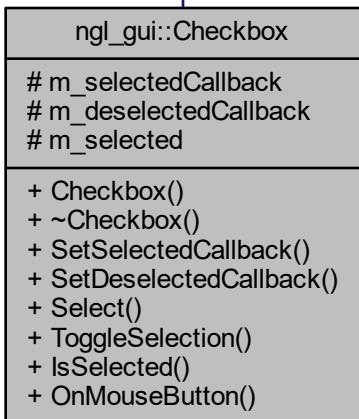 ngl_gui::Checkbox
# m_selectedCallback
# m_deselectedCallback
# m_selected
+ Checkbox()
+ ~Checkbox()
+ SetSelectedCallback()
+ SetDeselectedCallback()
+ Select()
+ ToggleSelection()
+ IsSelected()
+ OnMouseButton()